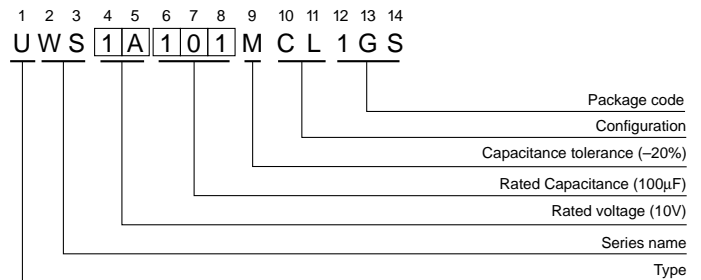 1 2 3 4 5 6 7 8 9 10 11 12 13 14
U W S 1 A 1 0 1 M C L 1 G S
Package code
Configuration
Capacitance tolerance (–20%)
Rated Capacitance (100µF)
Rated voltage (10V)
Series name
Type